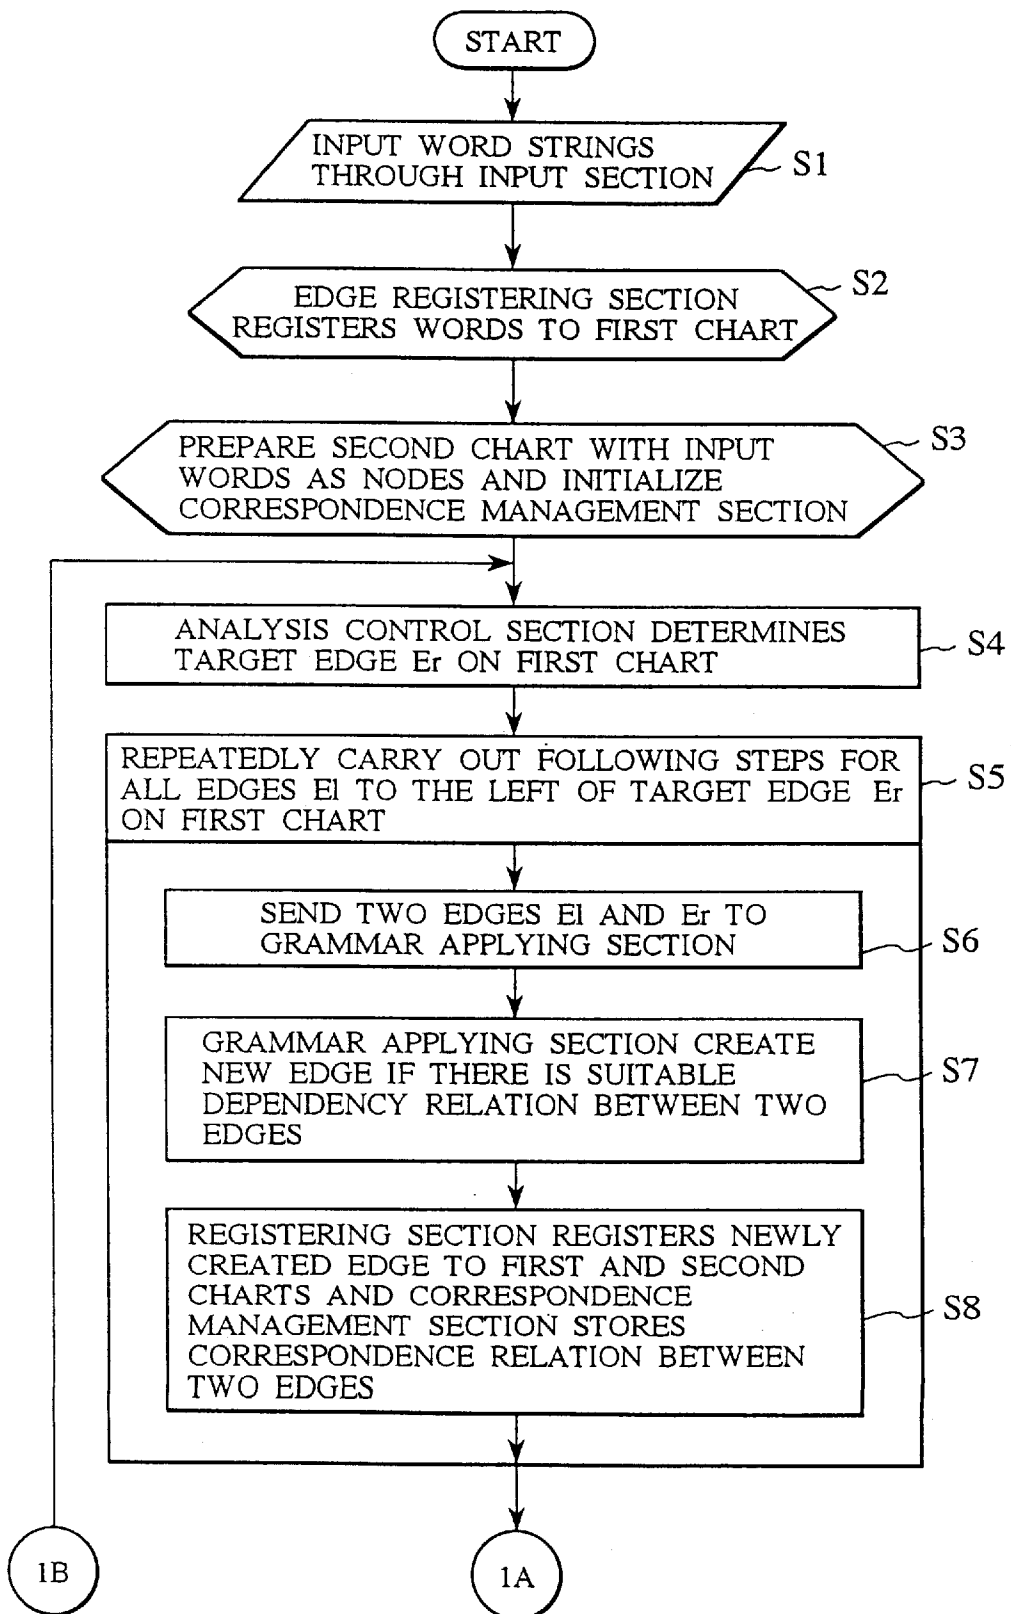 START
INPUT WORD STRINGS
THROUGH INPUT SECTION
S1
EDGE REGISTERING SECTION
REGISTERS WORDS TO FIRST CHART
S2
PREPARE SECOND CHART WITH INPUT
WORDS AS NODES AND INITIALIZE
CORRESPONDENCE MANAGEMENT SECTION
S3
ANALYSIS CONTROL SECTION DETERMINES
TARGET EDGE Er ON FIRST CHART
S4
REPEATEDLY CARRY OUT FOLLOWING STEPS FOR
ALL EDGES El TO THE LEFT OF TARGET EDGE Er
ON FIRST CHART
S5
SEND TWO EDGES El AND Er TO
GRAMMAR APPLYING SECTION
S6
GRAMMAR APPLYING SECTION CREATE
NEW EDGE IF THERE IS SUITABLE
DEPENDENCY RELATION BETWEEN TWO
EDGES
S7
REGISTERING SECTION REGISTERS NEWLY
CREATED EDGE TO FIRST AND SECOND
CHARTS AND CORRESPONDENCE
MANAGEMENT SECTION STORES
CORRESPONDENCE RELATION BETWEEN
TWO EDGES
S8
1B
1A